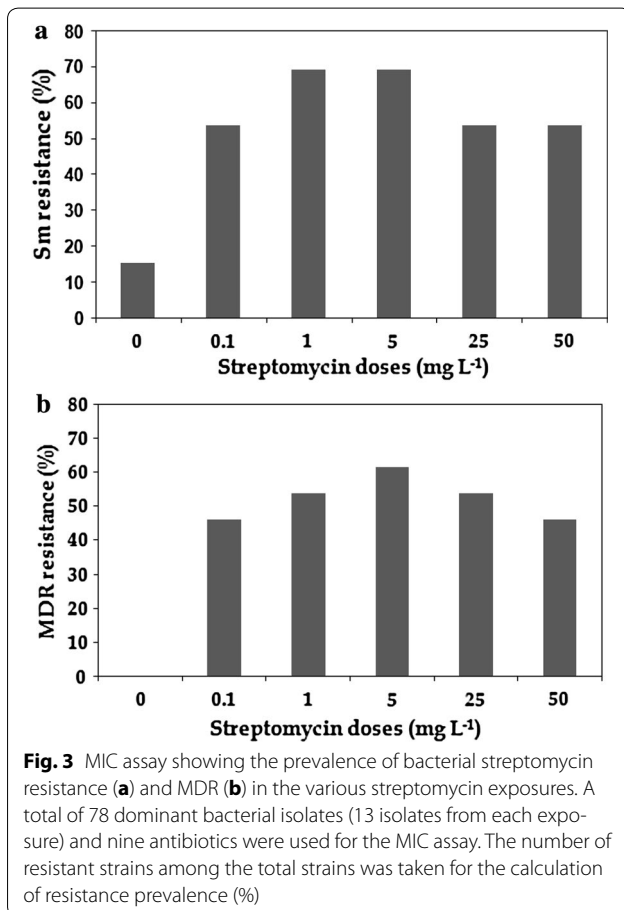 a
Sm resistance (%)
80
70
60
50
40
30
20
10
0
0 0.1 1 5 25 50
Streptomycin doses (mg L-1)
b
MDR resistance (%)
80
70
60
50
40
30
20
10
0
0 0.1 1 5 25 50
Streptomycin doses (mg L-1)
Fig. 3 MIC assay showing the prevalence of bacterial streptomycin
resistance (a) and MDR (b) in the various streptomycin exposures. A
total of 78 dominant bacterial isolates (13 isolates from each expo-
sure) and nine antibiotics were used for the MIC assay. The number of
resistant strains among the total strains was taken for the calculation
of resistance prevalence (%)